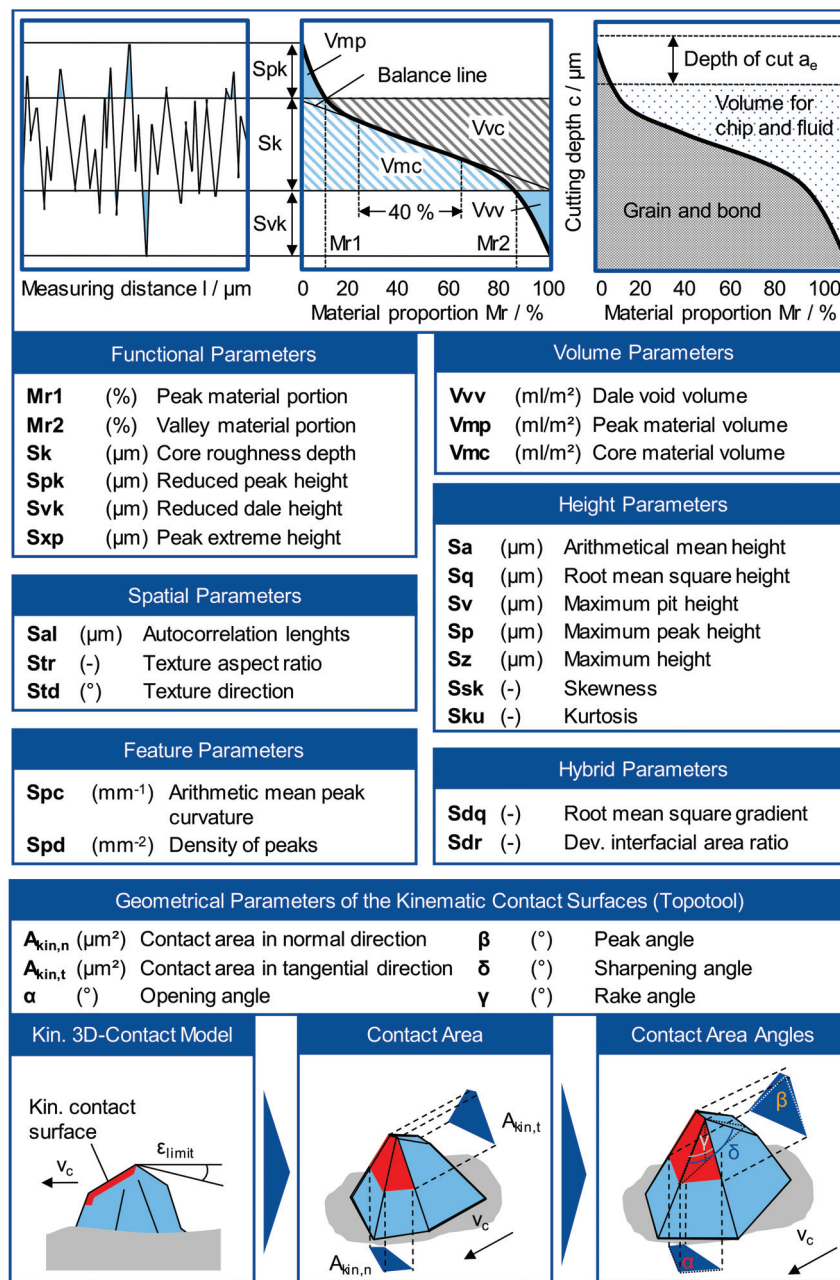 Spk
Sk
Svk
Vmp
Balance line
Vvc
Vmc
40 %
Vvv
Mr1
Mr2
Cutting depth c / µm
Depth of cut aₑ
Volume for
chip and fluid
Grain and bond
Measuring distance l / µm
0 20 40 60 80 100
Material proportion Mr / %
0 20 40 60 80 100
Material proportion Mr / %
Functional Parameters
Mr1 (%) Peak material portion
Mr2 (%) Valley material portion
Sk (µm) Core roughness depth
Spk (µm) Reduced peak height
Svk (µm) Reduced dale height
Sxp (µm) Peak extreme height
Volume Parameters
Vvv (ml/m²) Dale void volume
Vmp (ml/m²) Peak material volume
Vmc (ml/m²) Core material volume
Height Parameters
Sa (µm) Arithmetical mean height
Sq (µm) Root mean square height
Sv (µm) Maximum pit height
Sp (µm) Maximum peak height
Sz (µm) Maximum height
Ssk (-) Skewness
Sku (-) Kurtosis
Spatial Parameters
Sal (µm) Autocorrelation lenghts
Str (-) Texture aspect ratio
Std (°) Texture direction
Feature Parameters
Spc (mm⁻¹) Arithmetic mean peak
curvature
Spd (mm⁻²) Density of peaks
Hybrid Parameters
Sdq (-) Root mean square gradient
Sdr (-) Dev. interfacial area ratio
Geometrical Parameters of the Kinematic Contact Surfaces (Topotool)
A_kin,n (µm²) Contact area in normal direction β (°) Peak angle
A_kin,t (µm²) Contact area in tangential direction δ (°) Sharpening angle
α (°) Opening angle γ (°) Rake angle
Kin. 3D-Contact Model
Kin. contact
surface
ε_limit
v_c
Contact Area
A_kin,t
A_kin,n
v_c
Contact Area Angles
β
γ
δ
α
v_c